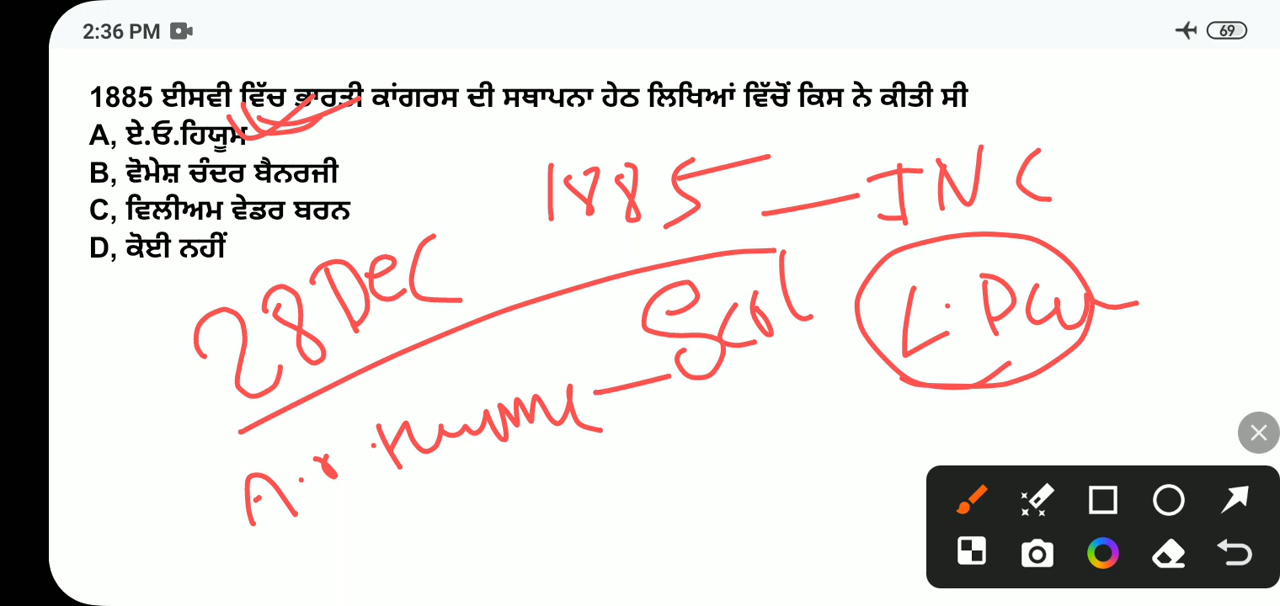 2:36 PM 69
1885 ਈਸਵੀ ਵਿੱਚ ਭਾਰਤੀ ਕਾਂਗਰਸ ਦੀ ਸਥਾਪਨਾ ਹੇਠ ਲਿਖਿਆਂ ਵਿੱਚੋਂ ਕਿਸ ਨੇ ਕੀਤੀ ਸੀ
A, ਏ.ਓ.ਹਿਯੂਮ
B, ਵੋਮੇਸ਼ ਚੰਦਰ ਬੈਨਰਜੀ
C, ਵਿਲੀਅਮ ਵੇਡਰ ਬਰਨ
D, ਕੋਈ ਨਹੀਂ
1885 — INC
28 Dec